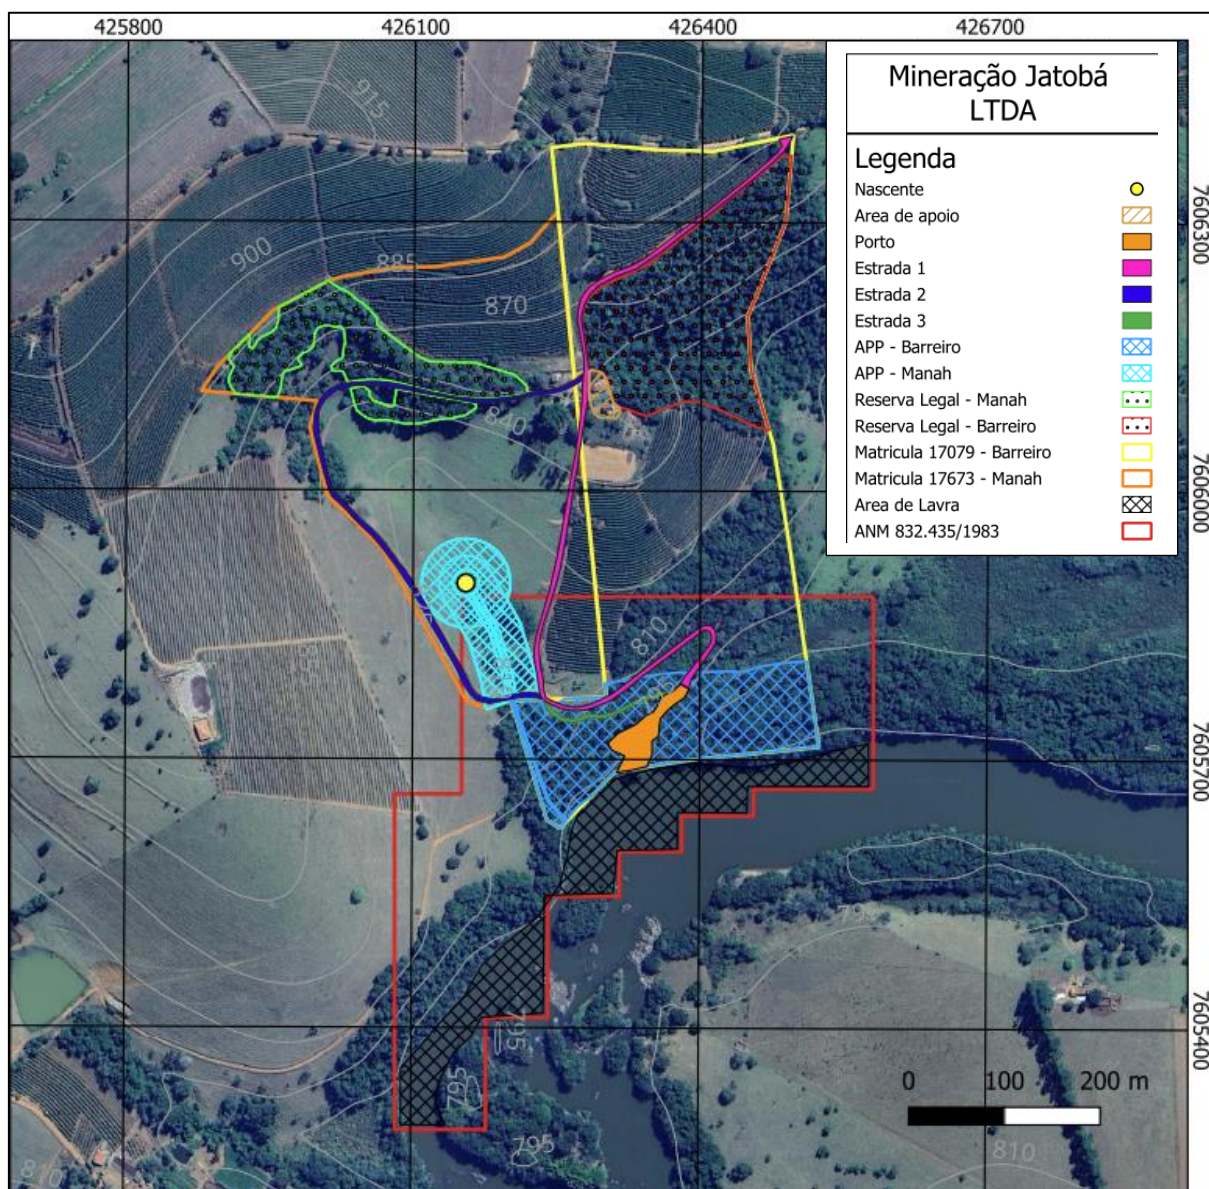 425800 426100 426400 426700
Mineração Jatobá
LTDA
Legenda
Nascente
Area de apoio
Porto
Estrada 1
Estrada 2
Estrada 3
APP - Barreiro
APP - Manah
Reserva Legal - Manah
Reserva Legal - Barreiro
Matricula 17079 - Barreiro
Matricula 17673 - Manah
Area de Lavra
ANM 832.435/1983
7606300
7606000
7605700
7605400
915
900
885
870
840
810
795
795
795
810
810
0 100 200 m